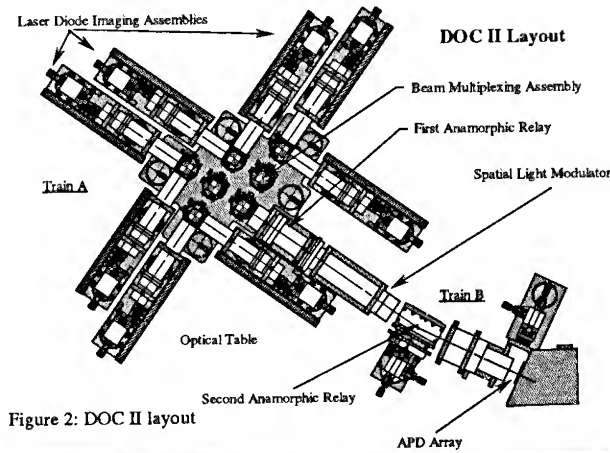 Laser Diode Imaging Assemblies
DOC II Layout
Beam Multiplexing Assembly
First Anamorphic Relay
Spatial Light Modulator
Train A
Train B
Optical Table
Second Anamorphic Relay
APD Array
Figure 2: DOC II layout